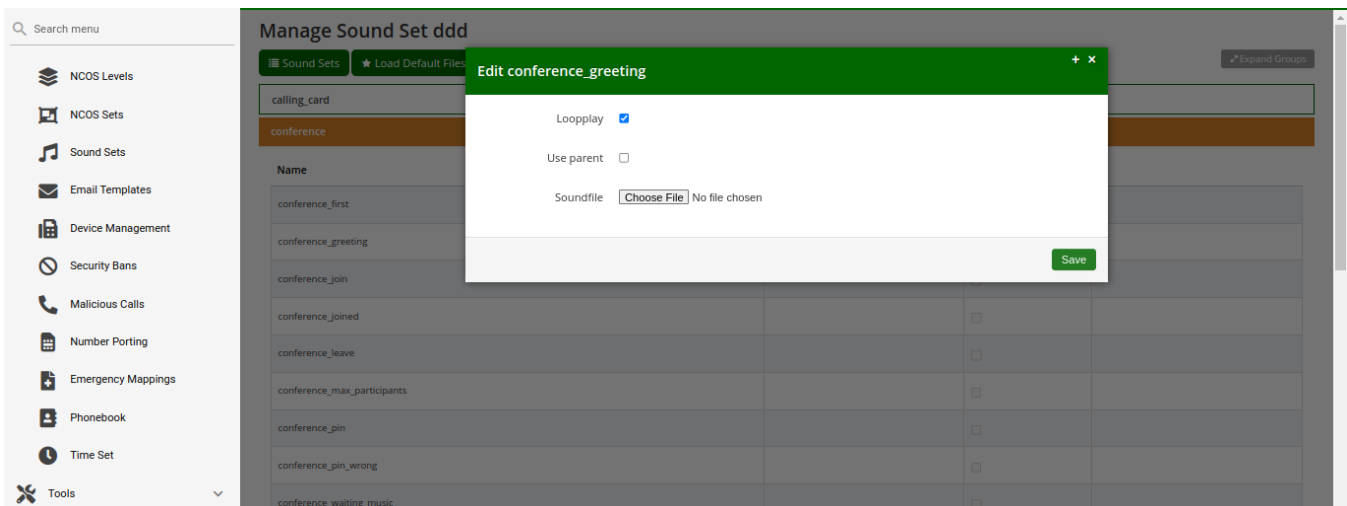 Search menu
NCOS Levels
NCOS Sets
Sound Sets
Email Templates
Device Management
Security Bans
Malicious Calls
Number Porting
Emergency Mappings
Phonebook
Time Set
Tools
Manage Sound Set ddd
Sound Sets
Load Default Files
Expand Groups
calling_card
conference
Name
conference_first
conference_greeting
conference_join
conference_joined
conference_leave
conference_max_participants
conference_pin
conference_pin_wrong
conference_waiting_music
Edit conference_greeting
Loopplay
Use parent
Soundfile Choose File No file chosen
Save